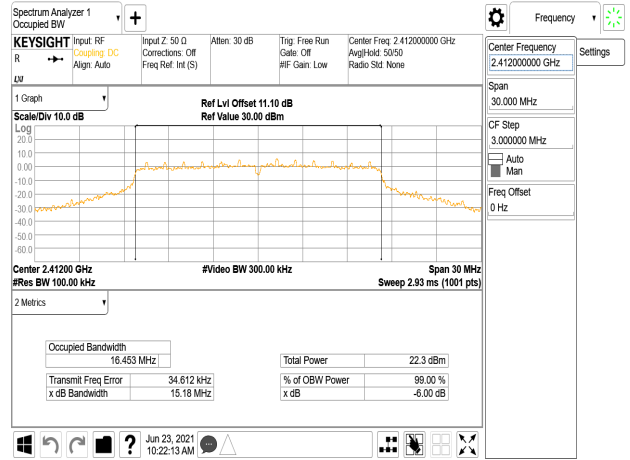 Spectrum Analyzer 1
Occupied BW
Frequency
KEYSIGHT
R
Input: RF
Coupling: DC
Align: Auto
Input Z: 50 Ω
Corrections: Off
Freq Ref: Int (S)
Atten: 30 dB
Trig: Free Run
Gate: Off
#IF Gain: Low
Center Freq: 2.412000000 GHz
Avg|Hold: 50/50
Radio Std: None
Center Frequency
2.412000000 GHz
Settings
Span
30.000 MHz
CF Step
3.000000 MHz
Auto
Man
Freq Offset
0 Hz
1 Graph
Ref Lvl Offset 11.10 dB
Scale/Div 10.0 dB
Ref Value 30.00 dBm
Log
20.0
10.0
0.00
-10.0
-20.0
-30.0
-40.0
-50.0
-60.0
Center 2.41200 GHz
#Video BW 300.00 kHz
Span 30 MHz
#Res BW 100.00 kHz
Sweep 2.93 ms (1001 pts)
2 Metrics
Occupied Bandwidth
16.453 MHz
Total Power 22.3 dBm
Transmit Freq Error 34.612 kHz
% of OBW Power 99.00 %
x dB Bandwidth 15.18 MHz
x dB -6.00 dB
?
Jun 23, 2021
10:22:13 AM